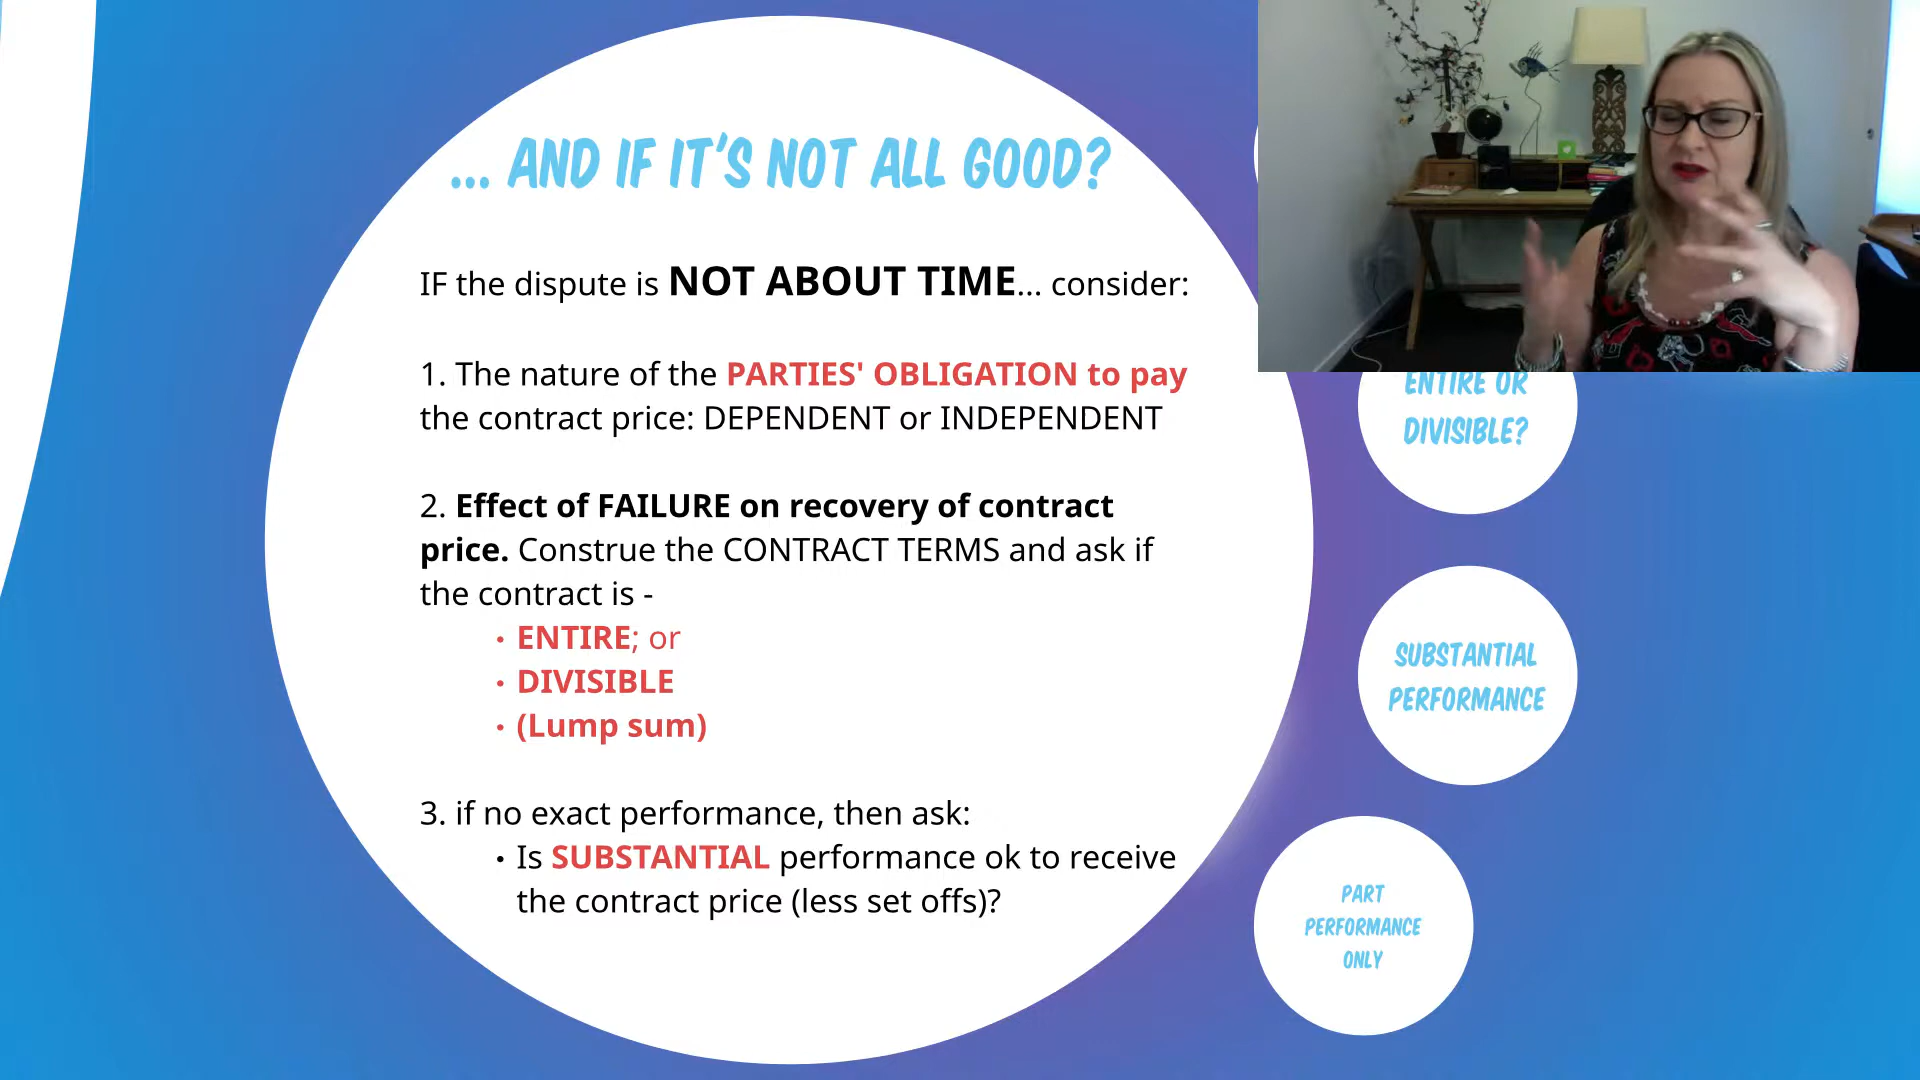 ... AND IF IT'S NOT ALL GOOD?
IF the dispute is NOT ABOUT TIME... consider:
1. The nature of the PARTIES' OBLIGATION to pay
the contract price: DEPENDENT or INDEPENDENT
2. Effect of FAILURE on recovery of contract
price. Construe the CONTRACT TERMS and ask if
the contract is -
• ENTIRE; or
• DIVISIBLE
• (Lump sum)
3. if no exact performance, then ask:
• Is SUBSTANTIAL performance ok to receive
the contract price (less set offs)?
ENTIRE OR
DIVISIBLE?
SUBSTANTIAL
PERFORMANCE
PART
PERFORMANCE
ONLY